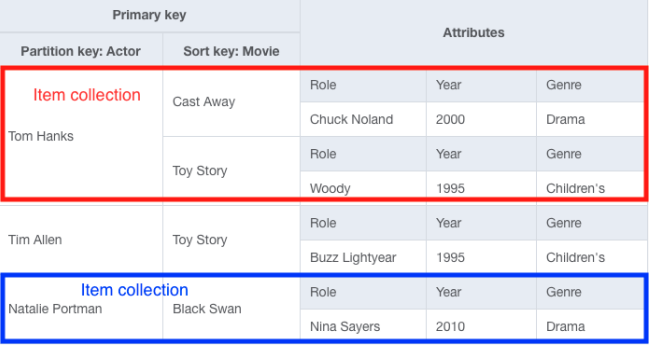 Primary key
Attributes
Partition key: Actor Sort key: Movie
Item collection
Tom Hanks
Cast Away
Role Year Genre
Chuck Noland 2000 Drama
Toy Story
Role Year Genre
Woody 1995 Children's
Tim Allen
Toy Story
Role Year Genre
Buzz Lightyear 1995 Children's
Item collection
Natalie Portman
Black Swan
Role Year Genre
Nina Sayers 2010 Drama